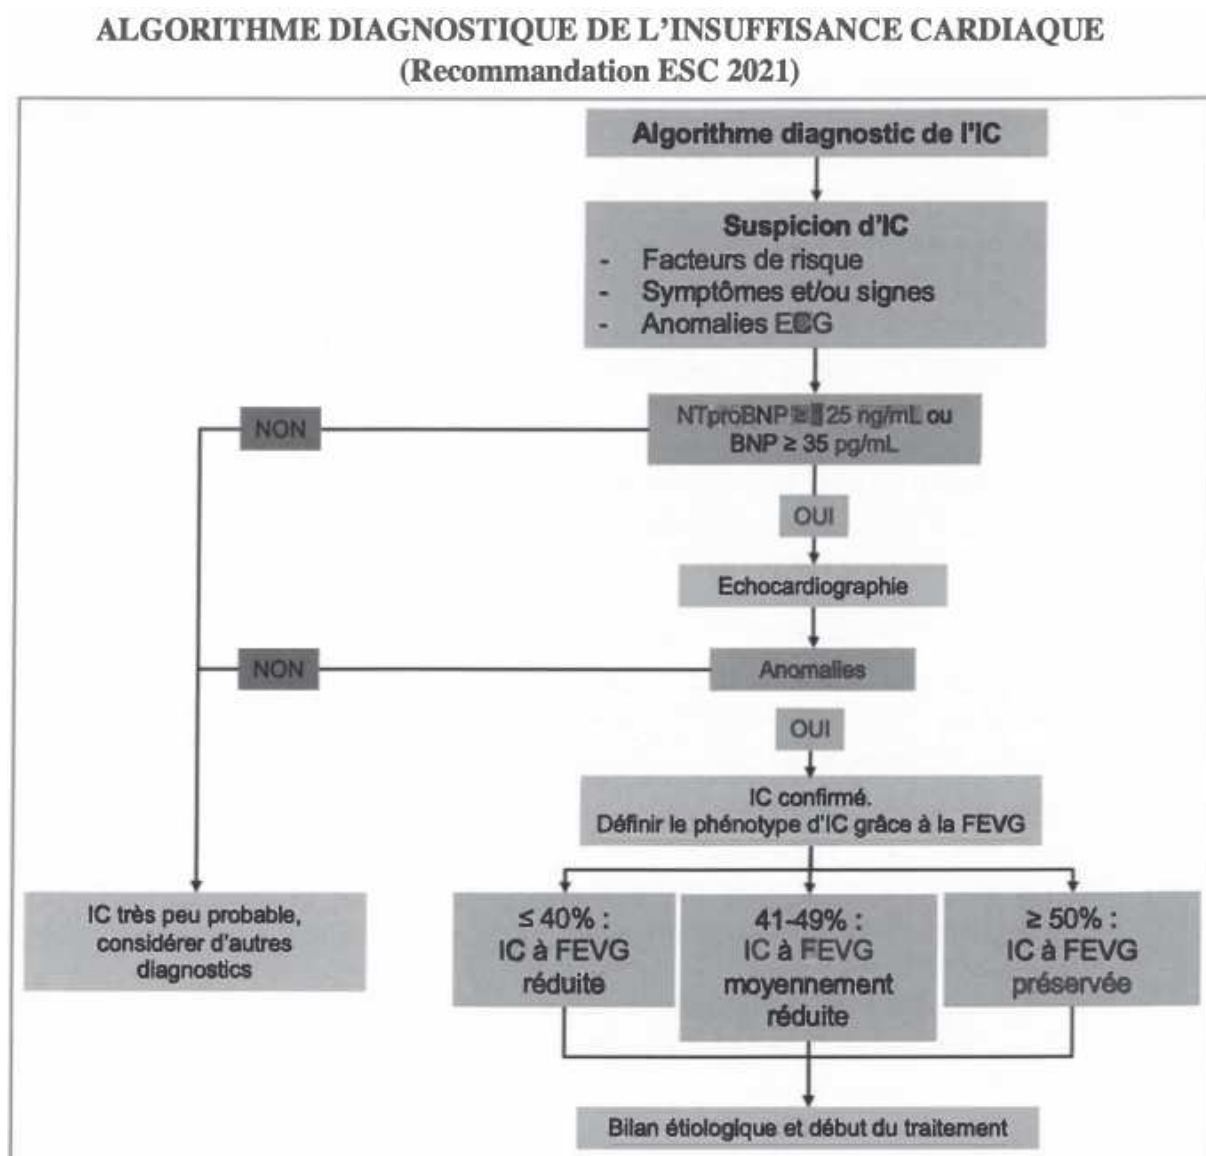 ALGORITHME DIAGNOSTIQUE DE L'INSUFFISANCE CARDIAQUE
(Recommandation ESC 2021)
Algorithme diagnostic de l'IC
Suspicion d'IC
- Facteurs de risque
- Symptômes et/ou signes
- Anomalies ECG
NON
NTproBNP ≥ 25 ng/mL ou
BNP ≥ 35 pg/mL
OUI
Echocardiographie
NON
Anomalies
OUI
IC confirmé.
Définir le phénotype d'IC grâce à la FEVG
IC très peu probable,
considérer d'autres
diagnostics
≤ 40% :
IC à FEVG
réduite
41-49% :
IC à FEVG
moyennement
réduite
≥ 50% :
IC à FEVG
préservée
Bilan étiologique et début du traitement